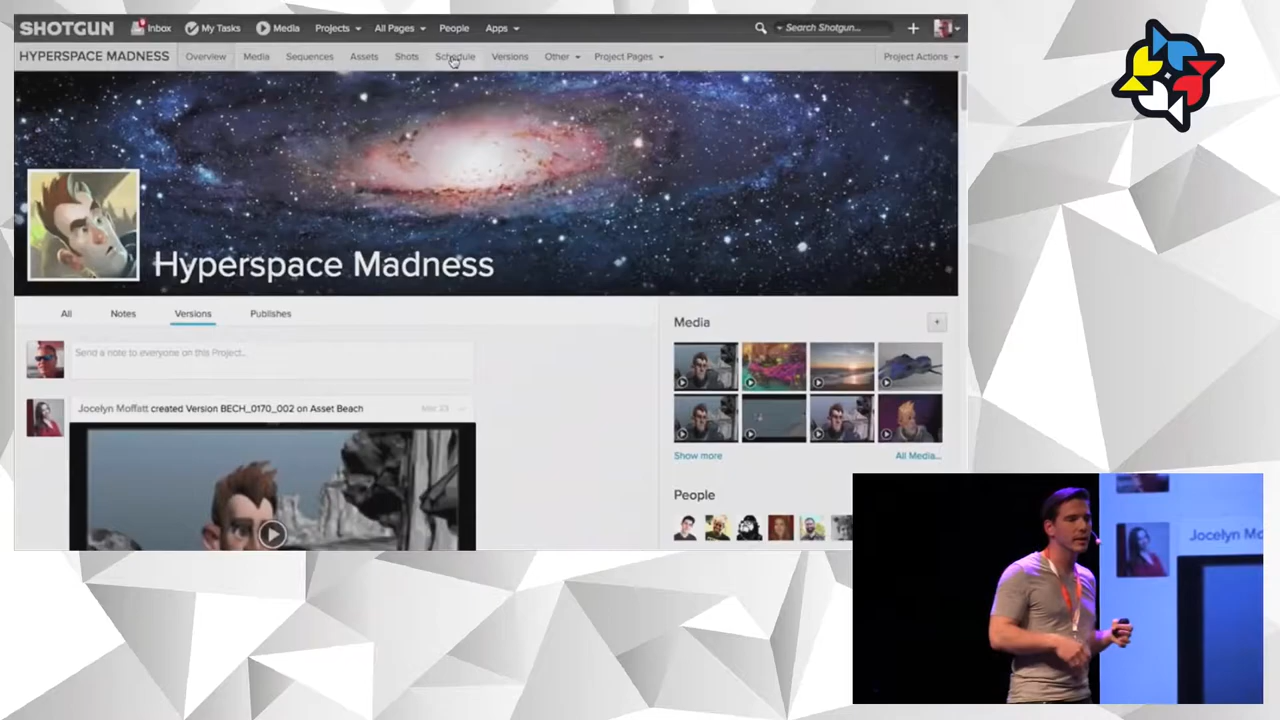 SHOTGUN Inbox My Tasks Media Projects All Pages People Apps Search Shotgun...
HYPERSPACE MADNESS Overview Media Sequences Assets Shots Schedule Versions Other Project Pages Project Actions
Hyperspace Madness
All Notes Versions Publishes
Media
Send a note to everyone on this Project...
Jocelyn Moffatt created Version BECH_0170_002 on Asset Beach Mar 23
Show more All Media...
People
Jocelyn Mo